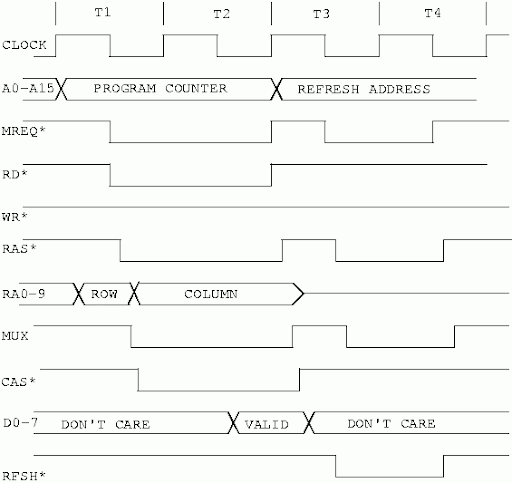 T1 T2 T3 T4
CLOCK
A0-A15 PROGRAM COUNTER REFRESH ADDRESS
MREQ*
RD*
WR*
RAS*
RA0-9 ROW COLUMN
MUX
CAS*
D0-7 DON'T CARE VALID DON'T CARE
RFSH*